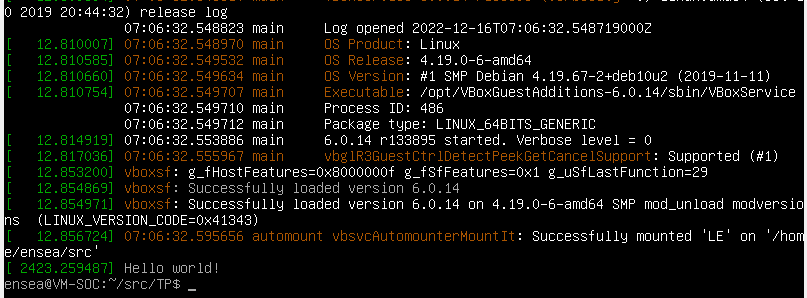 0 2019 20:44:32) release log
07:06:32.548823 main     Log opened 2022-12-16T07:06:32.548719000Z
[   12.810007] 07:06:32.548970 main     OS Product: Linux
[   12.810585] 07:06:32.549532 main     OS Release: 4.19.0-6-amd64
[   12.810660] 07:06:32.549634 main     OS Version: #1 SMP Debian 4.19.67-2+deb10u2 (2019-11-11)
[   12.810754] 07:06:32.549707 main     Executable: /opt/VBoxGuestAdditions-6.0.14/sbin/VBoxService
07:06:32.549710 main     Process ID: 486
07:06:32.549712 main     Package type: LINUX_64BITS_GENERIC
[   12.814919] 07:06:32.553886 main     6.0.14 r133895 started. Verbose level = 0
[   12.817036] 07:06:32.555967 main     vbglR3GuestCtrlDetectPeekGetCancelSupport: Supported (#1)
[   12.853200] vboxsf: g_fHostFeatures=0x8000000f g_fSfFeatures=0x1 g_uSfLastFunction=29
[   12.854869] vboxsf: Successfully loaded version 6.0.14
[   12.854971] vboxsf: Successfully loaded version 6.0.14 on 4.19.0-6-amd64 SMP mod_unload modversio
ns  (LINUX_VERSION_CODE=0x41343)
[   12.856724] 07:06:32.595656 automount vbsvcAutomounterMountIt: Successfully mounted 'LE' on '/hom
e/ensea/src'
[ 2423.259487] Hello world!
ensea@VM-SOC:~/src/TP$ _